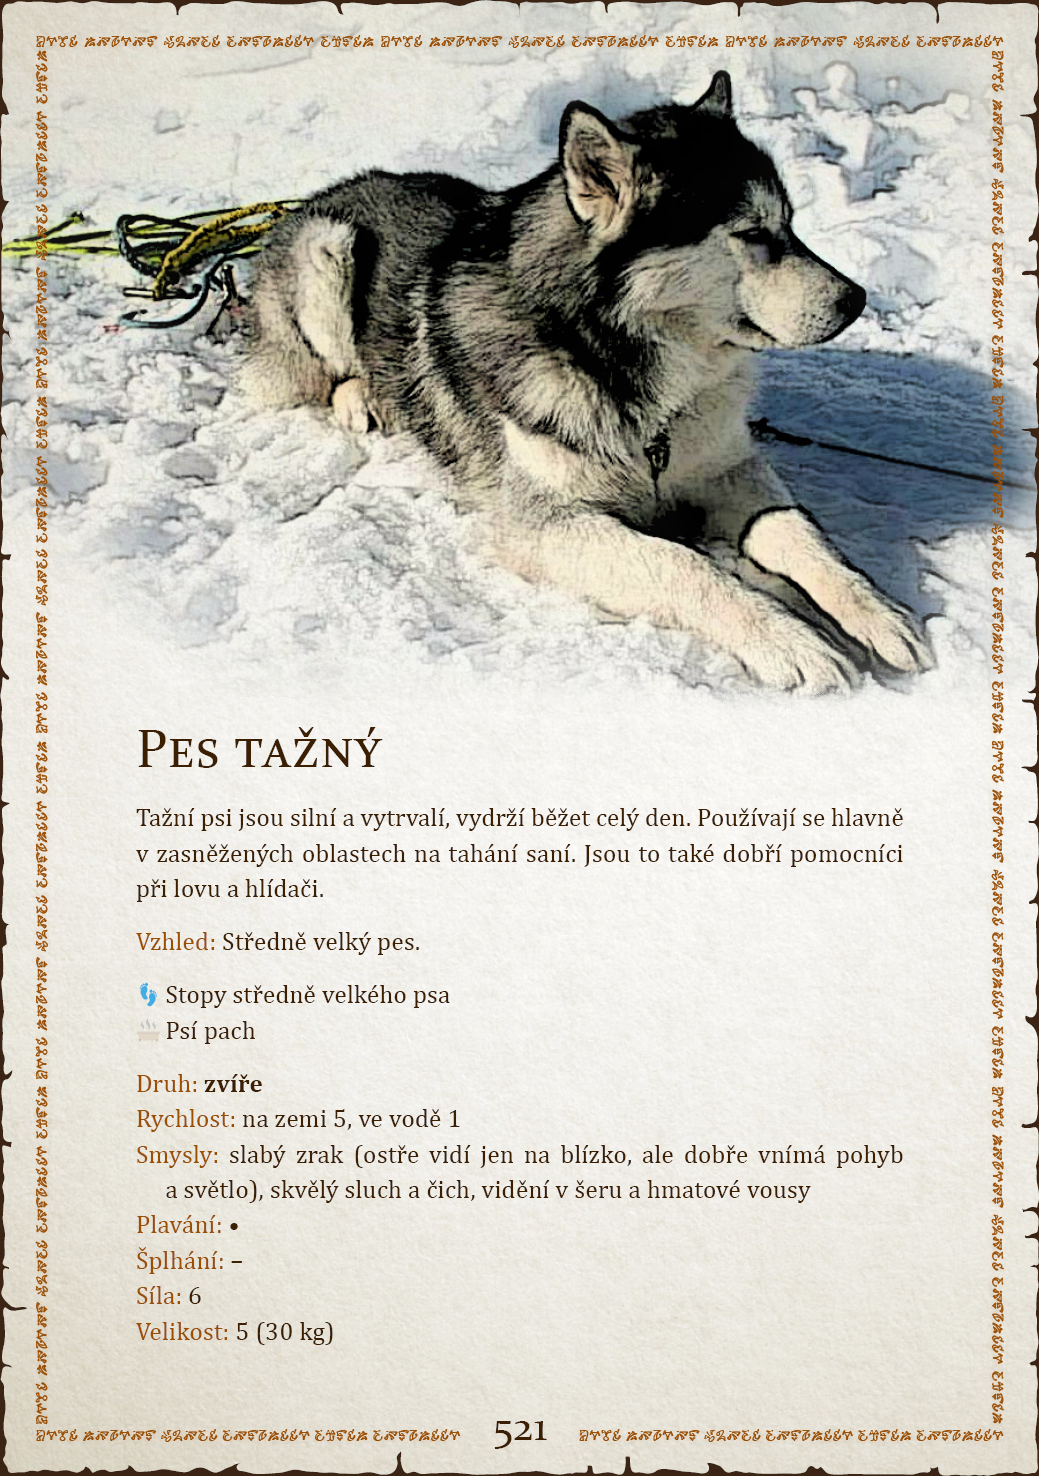 Pes tažný
Tažní psi jsou silní a vytrvalí, vydrží běžet celý den. Používají se hlavně
v zasněžených oblastech na tahání saní. Jsou to také dobří pomocníci
při lovu a hlídači.
Vzhled: Středně velký pes.
Stopy středně velkého psa
Psí pach
Druh: zvíře
Rychlost: na zemi 5, ve vodě 1
Smysly: slabý zrak (ostře vidí jen na blízko, ale dobře vnímá pohyb
a světlo), skvělý sluch a čich, vidění v šeru a hmatové vousy
Plavání: •
Šplhání: –
Síla: 6
Velikost: 5 (30 kg)
521